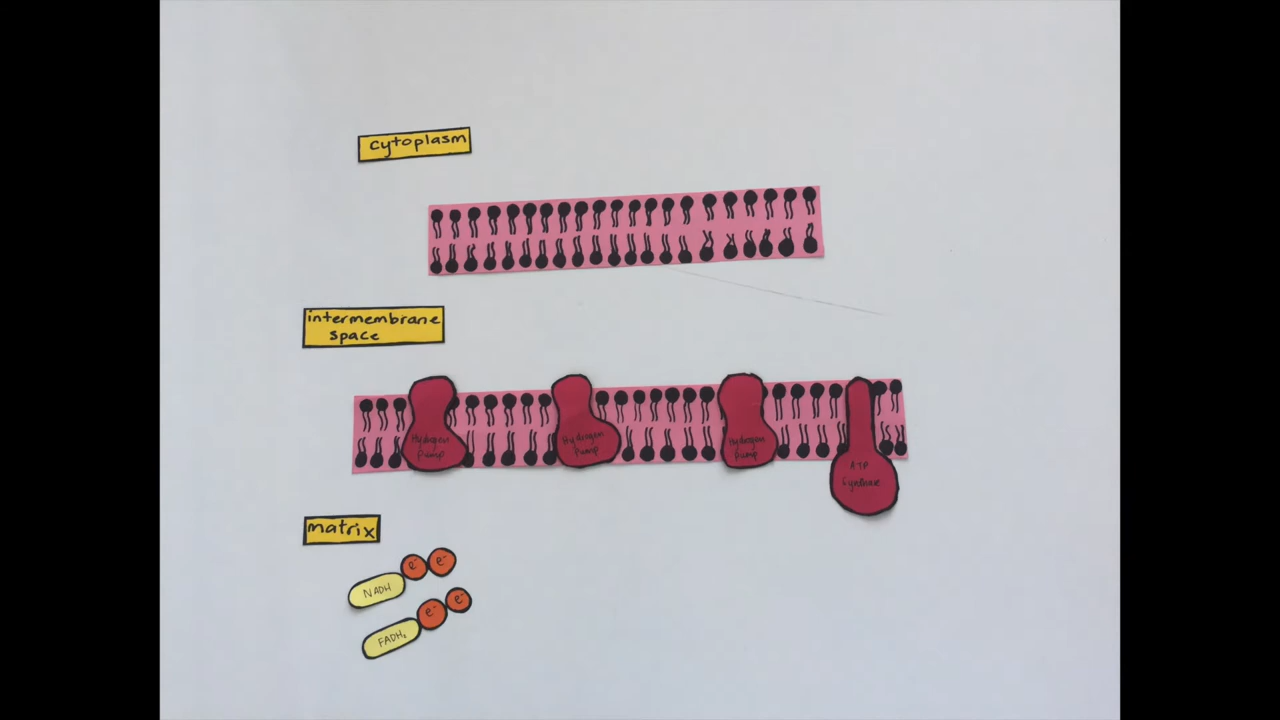 cytoplasm
intermembrane
space
Hydrogen
Pump
Hydrogen
Pump
Hydrogen
Pump
ATP
Synthase
matrix
e⁻ e⁻
NADH
e⁻ e⁻
FADH₂